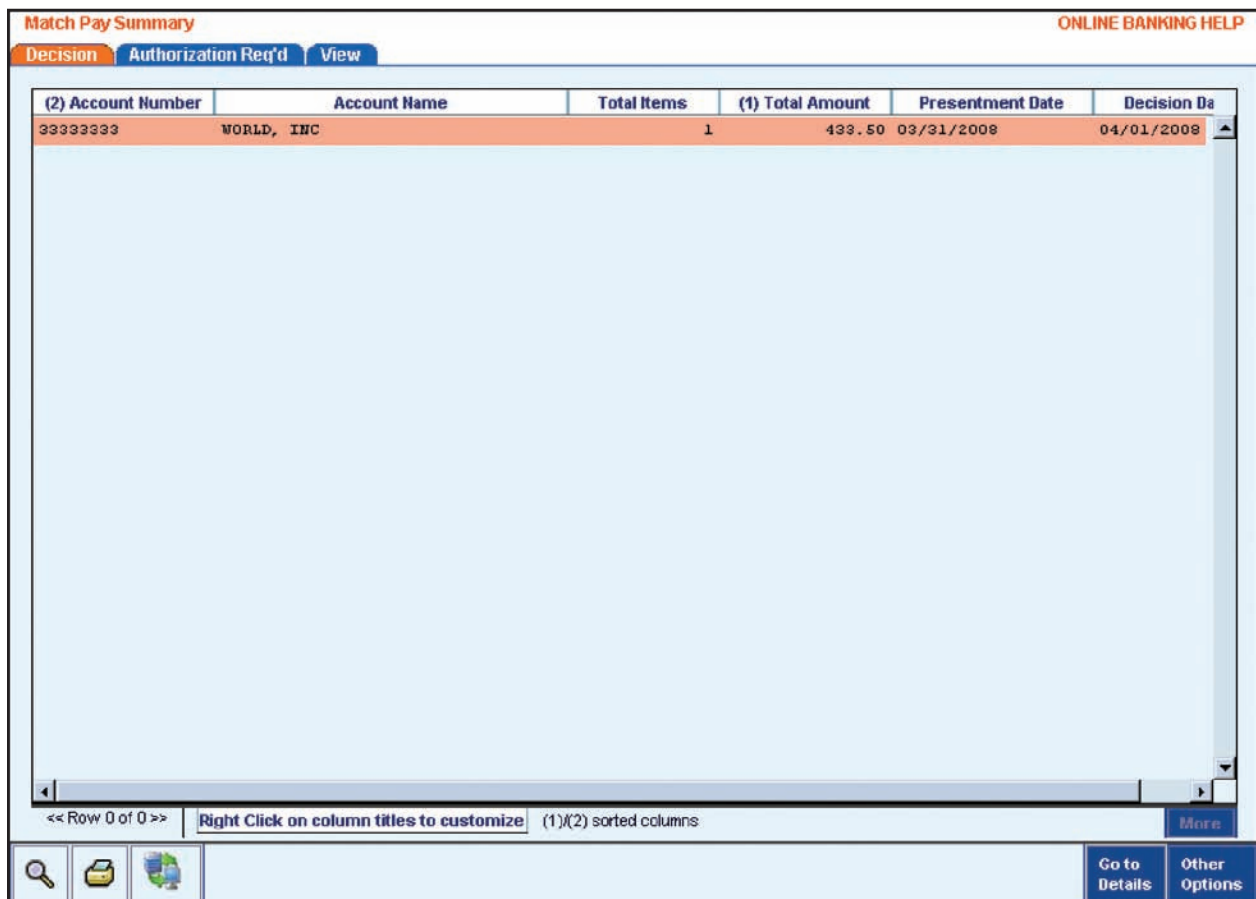 Match Pay Summary ONLINE BANKING HELP
Decision Authorization Req'd View
(2) Account Number Account Name Total Items (1) Total Amount Presentment Date Decision Da
33333333 WORLD, INC 1 433.50 03/31/2008 04/01/2008
<< Row 0 of 0 >> Right Click on column titles to customize (1)/(2) sorted columns More
Go to Details Other Options